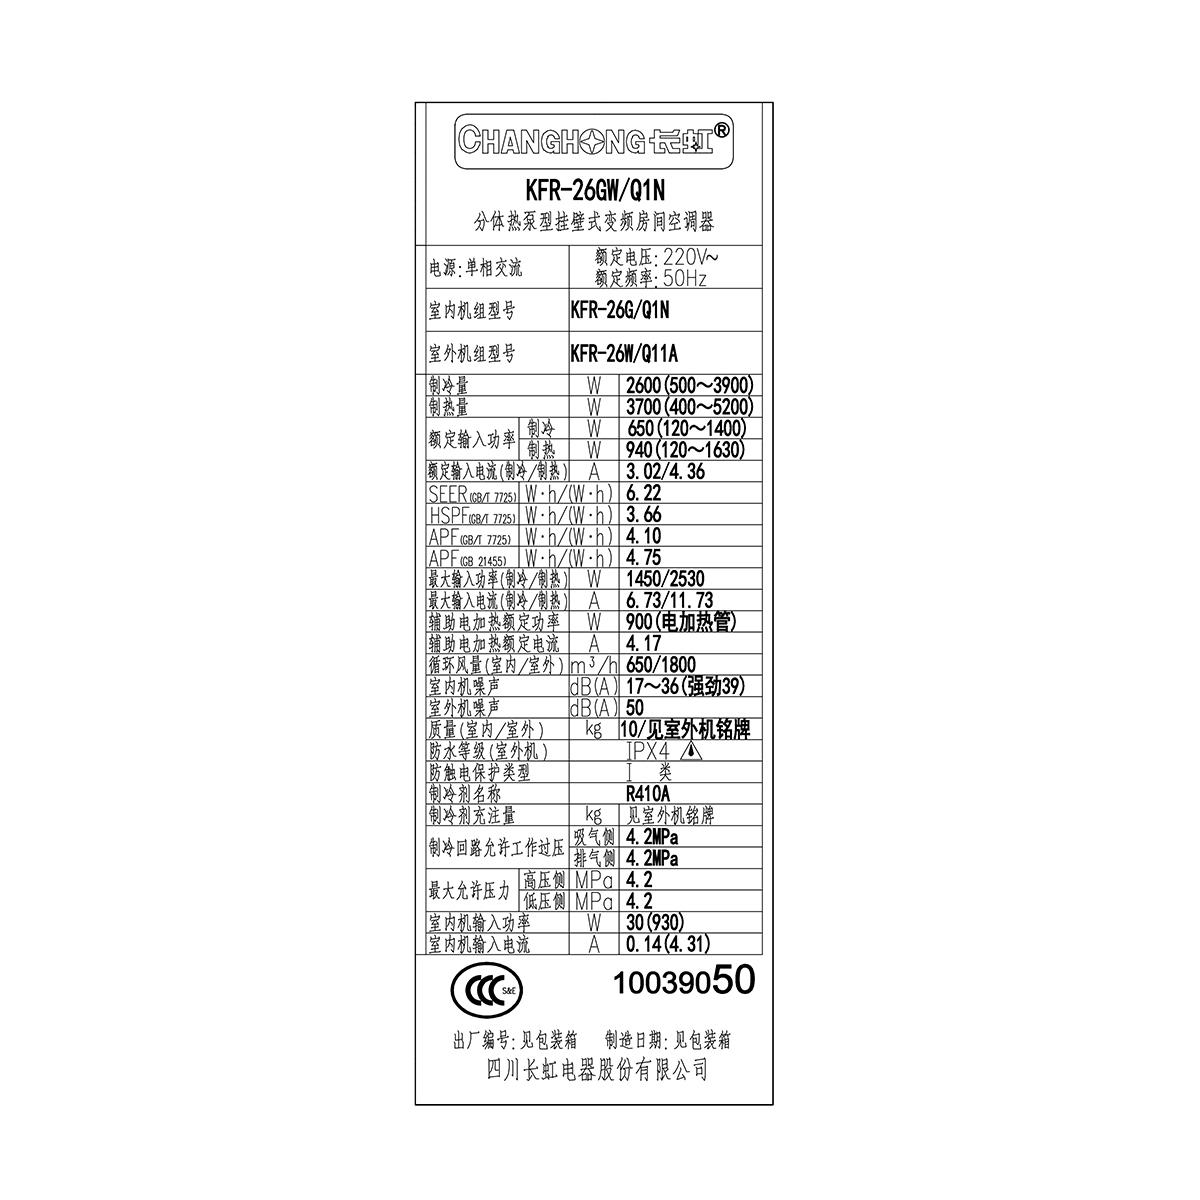 CHANGHONG 长虹®
KFR-26GW/Q1N
分体热泵型挂壁式变频房间空调器
电源:单相交流 额定电压: 220V~
额定频率: 50Hz
室内机组型号 KFR-26G/Q1N
室外机组型号 KFR-26W/Q11A
制冷量 W 2600(500~3900)
制热量 W 3700(400~5200)
额定输入功率 制冷 W 650(120~1400)
制热 W 940(120~1630)
额定输入电流(制冷/制热) A 3.02/4.36
SEER(GB/T 7725) W·h/(W·h) 6.22
HSPF(GB/T 7725) W·h/(W·h) 3.66
APF(GB/T 7725) W·h/(W·h) 4.10
APF(GB 21455) W·h/(W·h) 4.75
最大输入功率(制冷/制热) W 1450/2530
最大输入电流(制冷/制热) A 6.73/11.73
辅助电加热额定功率 W 900(电加热管)
辅助电加热额定电流 A 4.17
循环风量(室内/室外) m³/h 650/1800
室内机噪声 dB(A) 17~36(强劲39)
室外机噪声 dB(A) 50
质量(室内/室外) kg 10/见室外机铭牌
防水等级(室外机) IPX4
防触电保护类型 I 类
制冷剂名称 R410A
制冷剂充注量 kg 见室外机铭牌
制冷回路允许工作过压 吸气侧 4.2MPa
排气侧 4.2MPa
最大允许压力 高压侧 MPa 4.2
低压侧 MPa 4.2
室内机输入功率 W 30(930)
室内机输入电流 A 0.14(4.31)
CCC S&E 10039050
出厂编号: 见包装箱 制造日期: 见包装箱
四川长虹电器股份有限公司